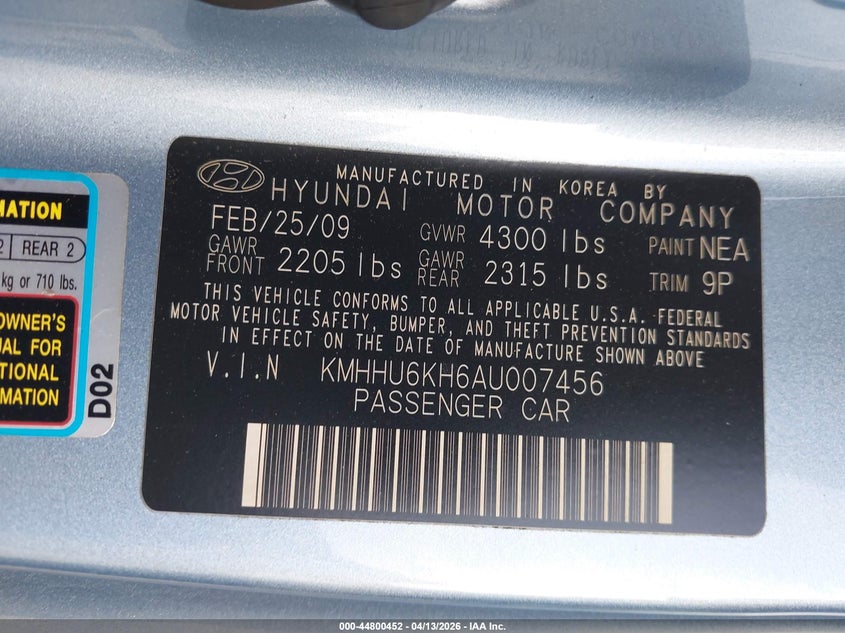 MATION
2 REAR 2
kg or 710 lbs.
OWNER'S
UAL FOR
TIONAL
RMATION
D02
MANUFACTURED IN KOREA BY
HYUNDAI MOTOR COMPANY
FEB/25/09 GVWR 4300 lbs PAINT NEA
GAWR FRONT 2205 lbs GAWR REAR 2315 lbs TRIM 9P
THIS VEHICLE CONFORMS TO ALL APPLICABLE U.S.A. FEDERAL
MOTOR VEHICLE SAFETY, BUMPER, AND THEFT PREVENTION STANDARDS
IN EFFECT ON THE DATE OF MANUFACTURE SHOWN ABOVE
V.I.N KMHHU6KH6AU007456
PASSENGER CAR
000-44800452 - 04/13/2026 - IAA Inc.